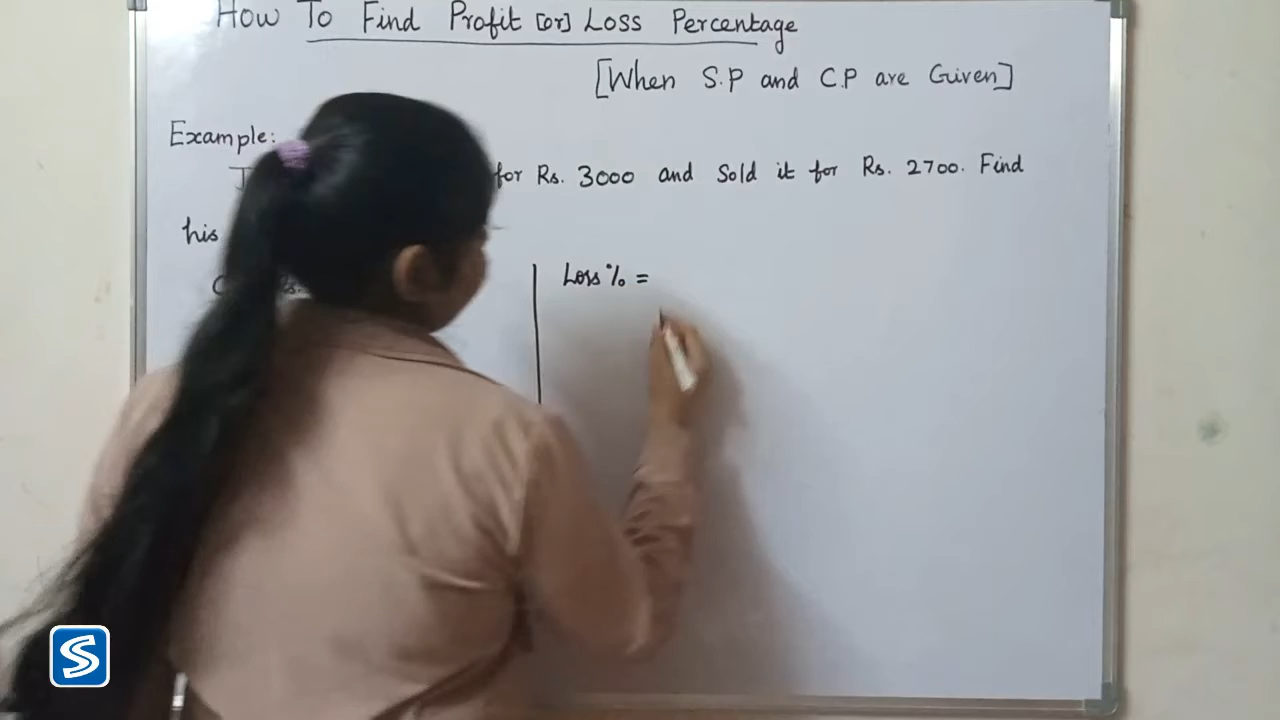 How To Find Profit [or] Loss Percentage
[When S.P and C.P are Given]
Example:
for Rs. 3000 and Sold it for Rs. 2700. Find
his
Loss % =